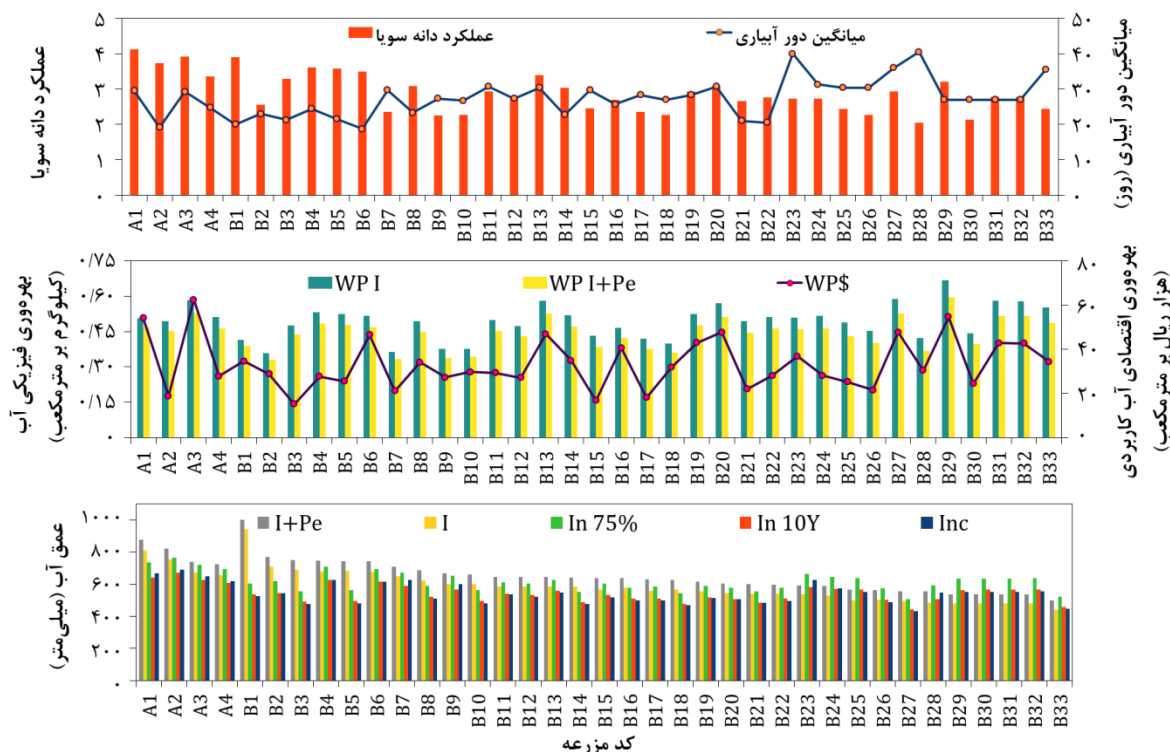 عملکرد دانه سویا
میانگین دور آبیاری
عملکرد دانه سویا
۵
۴
۳
۲
۱
۰
۵۰
۴۰
۳۰
۲۰
۱۰
۰
میانگین دور آبیاری (روز)
A1 A2 A3 A4 B1 B2 B3 B4 B5 B6 B7 B8 B9 B10 B11 B12 B13 B14 B15 B16 B17 B18 B19 B20 B21 B22 B23 B24 B25 B26 B27 B28 B29 B30 B31 B32 B33
WP I WP I+Pe WP$
بهره‌وری فیزیکی آب
(کیلوگرم بر مترمکعب)
۰/۷۵
۰/۶۰
۰/۴۵
۰/۳۰
۰/۱۵
۰
۸۰
۶۰
۴۰
۲۰
۰
بهره‌وری اقتصادی آب کاربردی
(هزار ریال بر مترمکعب)
A1 A2 A3 A4 B1 B2 B3 B4 B5 B6 B7 B8 B9 B10 B11 B12 B13 B14 B15 B16 B17 B18 B19 B20 B21 B22 B23 B24 B25 B26 B27 B28 B29 B30 B31 B32 B33
I+Pe I In 75% In 10Y Inc
عمق آب (میلی‌متر)
۱۰۰۰
۸۰۰
۶۰۰
۴۰۰
۲۰۰
۰
A1 A2 A3 A4 B1 B2 B3 B4 B5 B6 B7 B8 B9 B10 B11 B12 B13 B14 B15 B16 B17 B18 B19 B20 B21 B22 B23 B24 B25 B26 B27 B28 B29 B30 B31 B32 B33
کد مزرعه